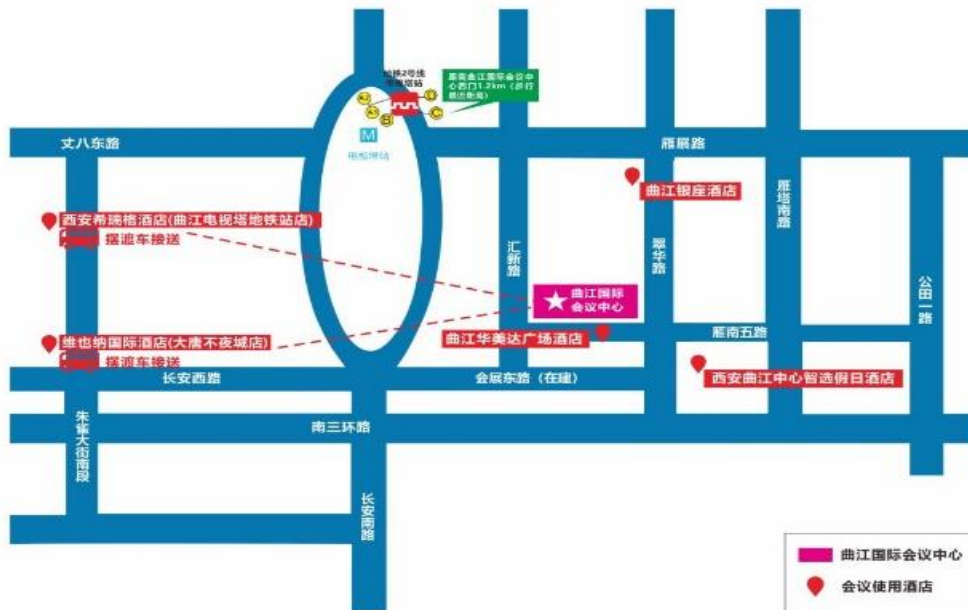 地铁2号线
电视塔站
距离曲江国际会议中
心西门1.2km（步行
最近距离）
A2
A1
B
C
D
M
电视塔站
丈八东路
雁展路
曲江银座酒店
雁塔南路
西安希瑞格酒店(曲江电视塔地铁站店)
摆渡车接送
汇新路
翠华路
公田一路
曲江国际
会议中心
雁南五路
曲江华美达广场酒店
维也纳国际酒店(大唐不夜城店)
摆渡车接送
西安曲江中心智选假日酒店
长安西路
会展东路（在建）
朱雀大街南段
南三环路
长安南路
曲江国际会议中心
会议使用酒店